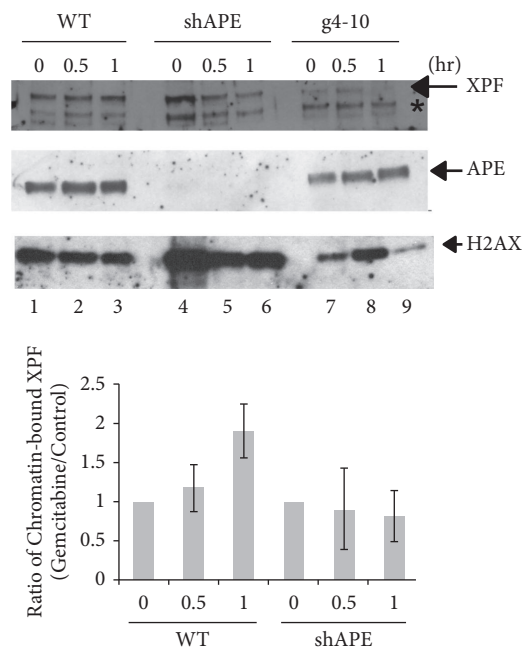 WT shAPE g4-10
0 0.5 1 0 0.5 1 0 0.5 1 (hr)
XPF
*
APE
H2AX
1 2 3 4 5 6 7 8 9
Ratio of Chromatin-bound XPF
(Gemcitabine/Control)
2.5
2
1.5
1
0.5
0
0 0.5 1 0 0.5 1
WT shAPE